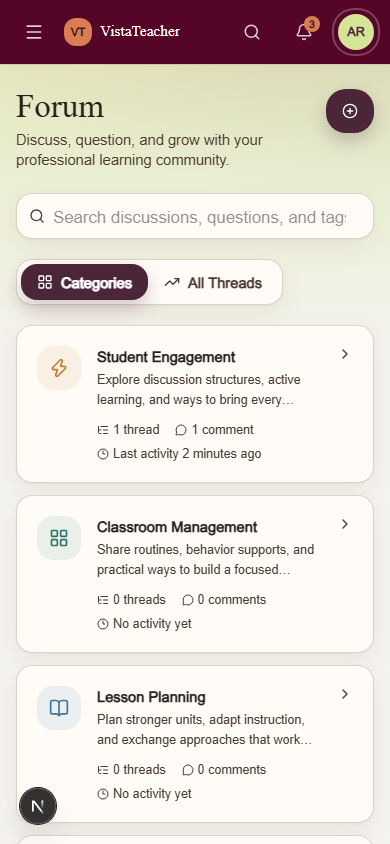 VT VistaTeacher 3 AR
Forum
Discuss, question, and grow with your
professional learning community.
Search discussions, questions, and tags
Categories All Threads
Student Engagement
Explore discussion structures, active
learning, and ways to bring every…
1 thread 1 comment
Last activity 2 minutes ago
Classroom Management
Share routines, behavior supports, and
practical ways to build a focused…
0 threads 0 comments
No activity yet
Lesson Planning
Plan stronger units, adapt instruction,
and exchange approaches that work…
0 threads 0 comments
No activity yet
N